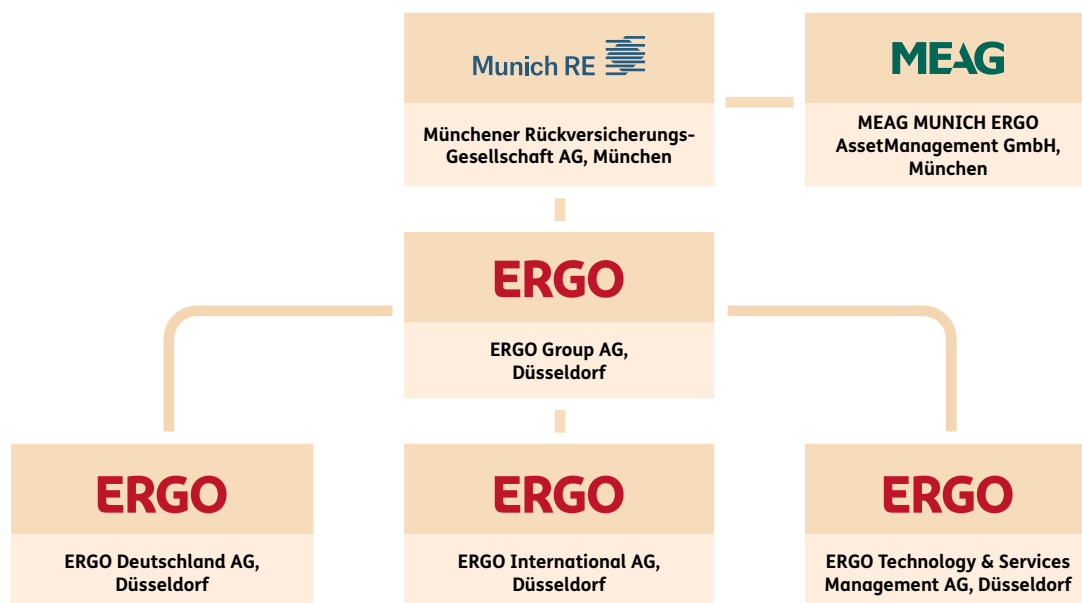 Munich RE
MEAG
Münchener Rückversicherungs-
Gesellschaft AG, München
MEAG MUNICH ERGO
AssetManagement GmbH,
München
ERGO
ERGO Group AG,
Düsseldorf
ERGO
ERGO Deutschland AG,
Düsseldorf
ERGO
ERGO International AG,
Düsseldorf
ERGO
ERGO Technology & Services
Management AG, Düsseldorf